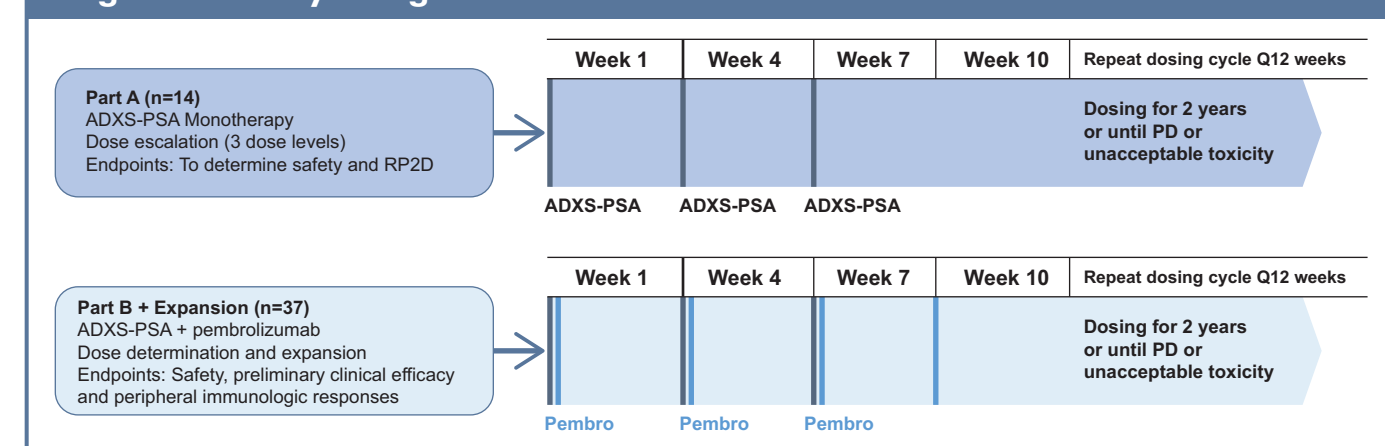 Week 1 Week 4 Week 7 Week 10 Repeat dosing cycle Q12 weeks
Part A (n=14)
ADXS-PSA Monotherapy
Dose escalation (3 dose levels)
Endpoints: To determine safety and RP2D
Dosing for 2 years
or until PD or
unacceptable toxicity
ADXS-PSA ADXS-PSA ADXS-PSA
Week 1 Week 4 Week 7 Week 10 Repeat dosing cycle Q12 weeks
Part B + Expansion (n=37)
ADXS-PSA + pembrolizumab
Dose determination and expansion
Endpoints: Safety, preliminary clinical efficacy
and peripheral immunologic responses
Dosing for 2 years
or until PD or
unacceptable toxicity
Pembro Pembro Pembro